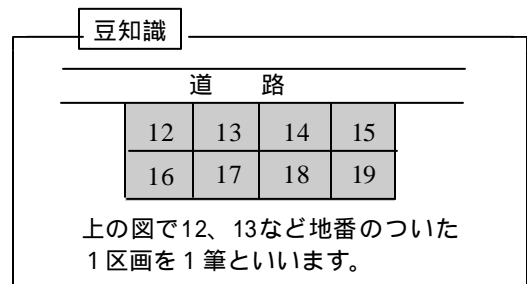 豆知識
道　　路
12 13 14 15
16 17 18 19
上の図で12、13など地番のついた
1区画を1筆といいます。